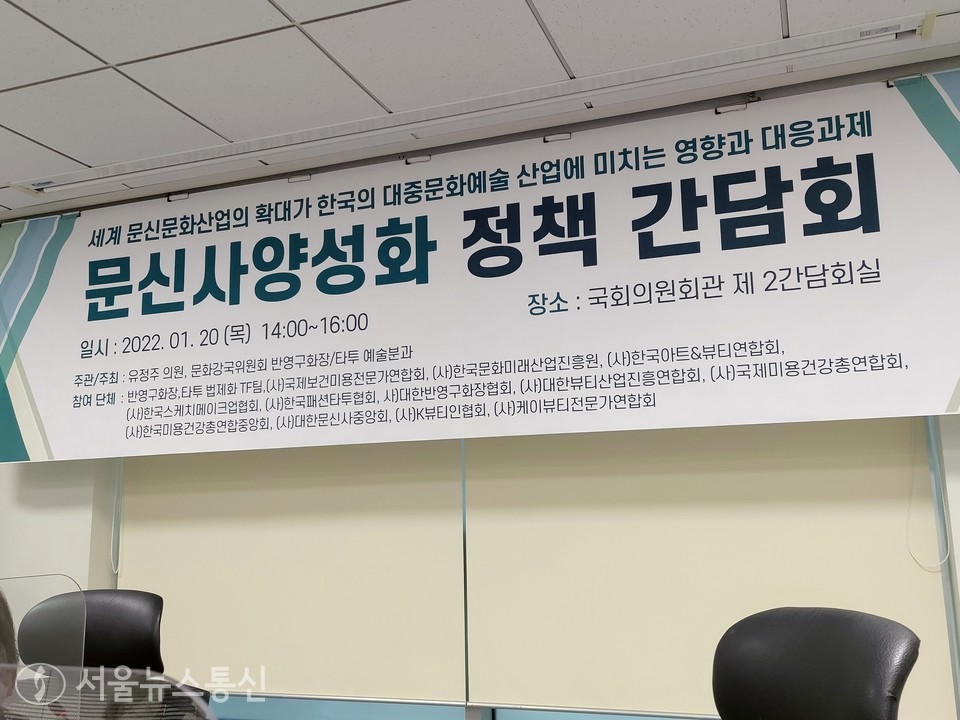 세계 문신문화산업의 확대가 한국의 대중문화예술 산업에 미치는 영향과 대응과제
문신사양성화 정책 간담회
일시 : 2022. 01. 20 (목) 14:00~16:00
장소 : 국회의원회관 제 2간담회실
주관/주최 : 유정주 의원, 문화강국위원회 반영구화장/타투 예술분과
참여 단체 : 반영구화장,타투 법제화 TF팀,(사)국제보건미용전문가연합회, (사)한국문화미래산업진흥원, (사)한국아트&뷰티연합회,
(사)한국스케치메이크업협회, (사)한국패션타투협회, 사)대한반영구화장협회, (사)대한뷰티산업진흥연합회, (사)국제미용건강총연합회,
(사)한국미용건강총연합중앙회, (사)대한문신사중앙회, (사)K뷰티인협회, (사)케이뷰티전문가연합회
서울뉴스통신